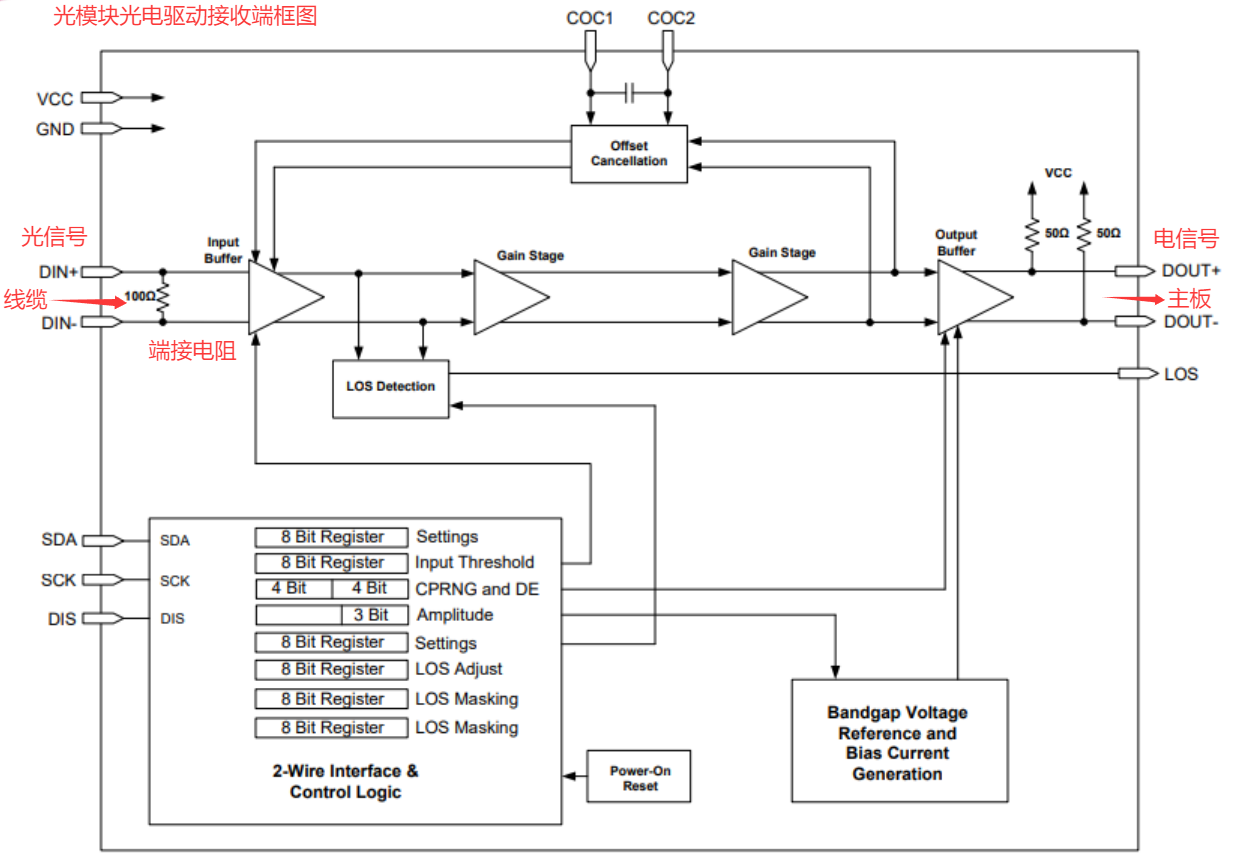 光模块光电驱动接收端框图
COC1 COC2
VCC
GND
Offset
Cancellation
VCC
光信号
Input
Buffer
Gain Stage
Gain Stage
Output
Buffer
50Ω 50Ω
电信号
DIN+
DOUT+
线缆
100Ω
主板
DIN-
DOUT-
端接电阻
LOS Detection
LOS
SDA SDA
SCK SCK
DIS DIS
8 Bit Register Settings
8 Bit Register Input Threshold
4 Bit 4 Bit CPRNG and DE
3 Bit Amplitude
8 Bit Register Settings
8 Bit Register LOS Adjust
8 Bit Register LOS Masking
8 Bit Register LOS Masking
2-Wire Interface &
Control Logic
Power-On
Reset
Bandgap Voltage
Reference and
Bias Current
Generation